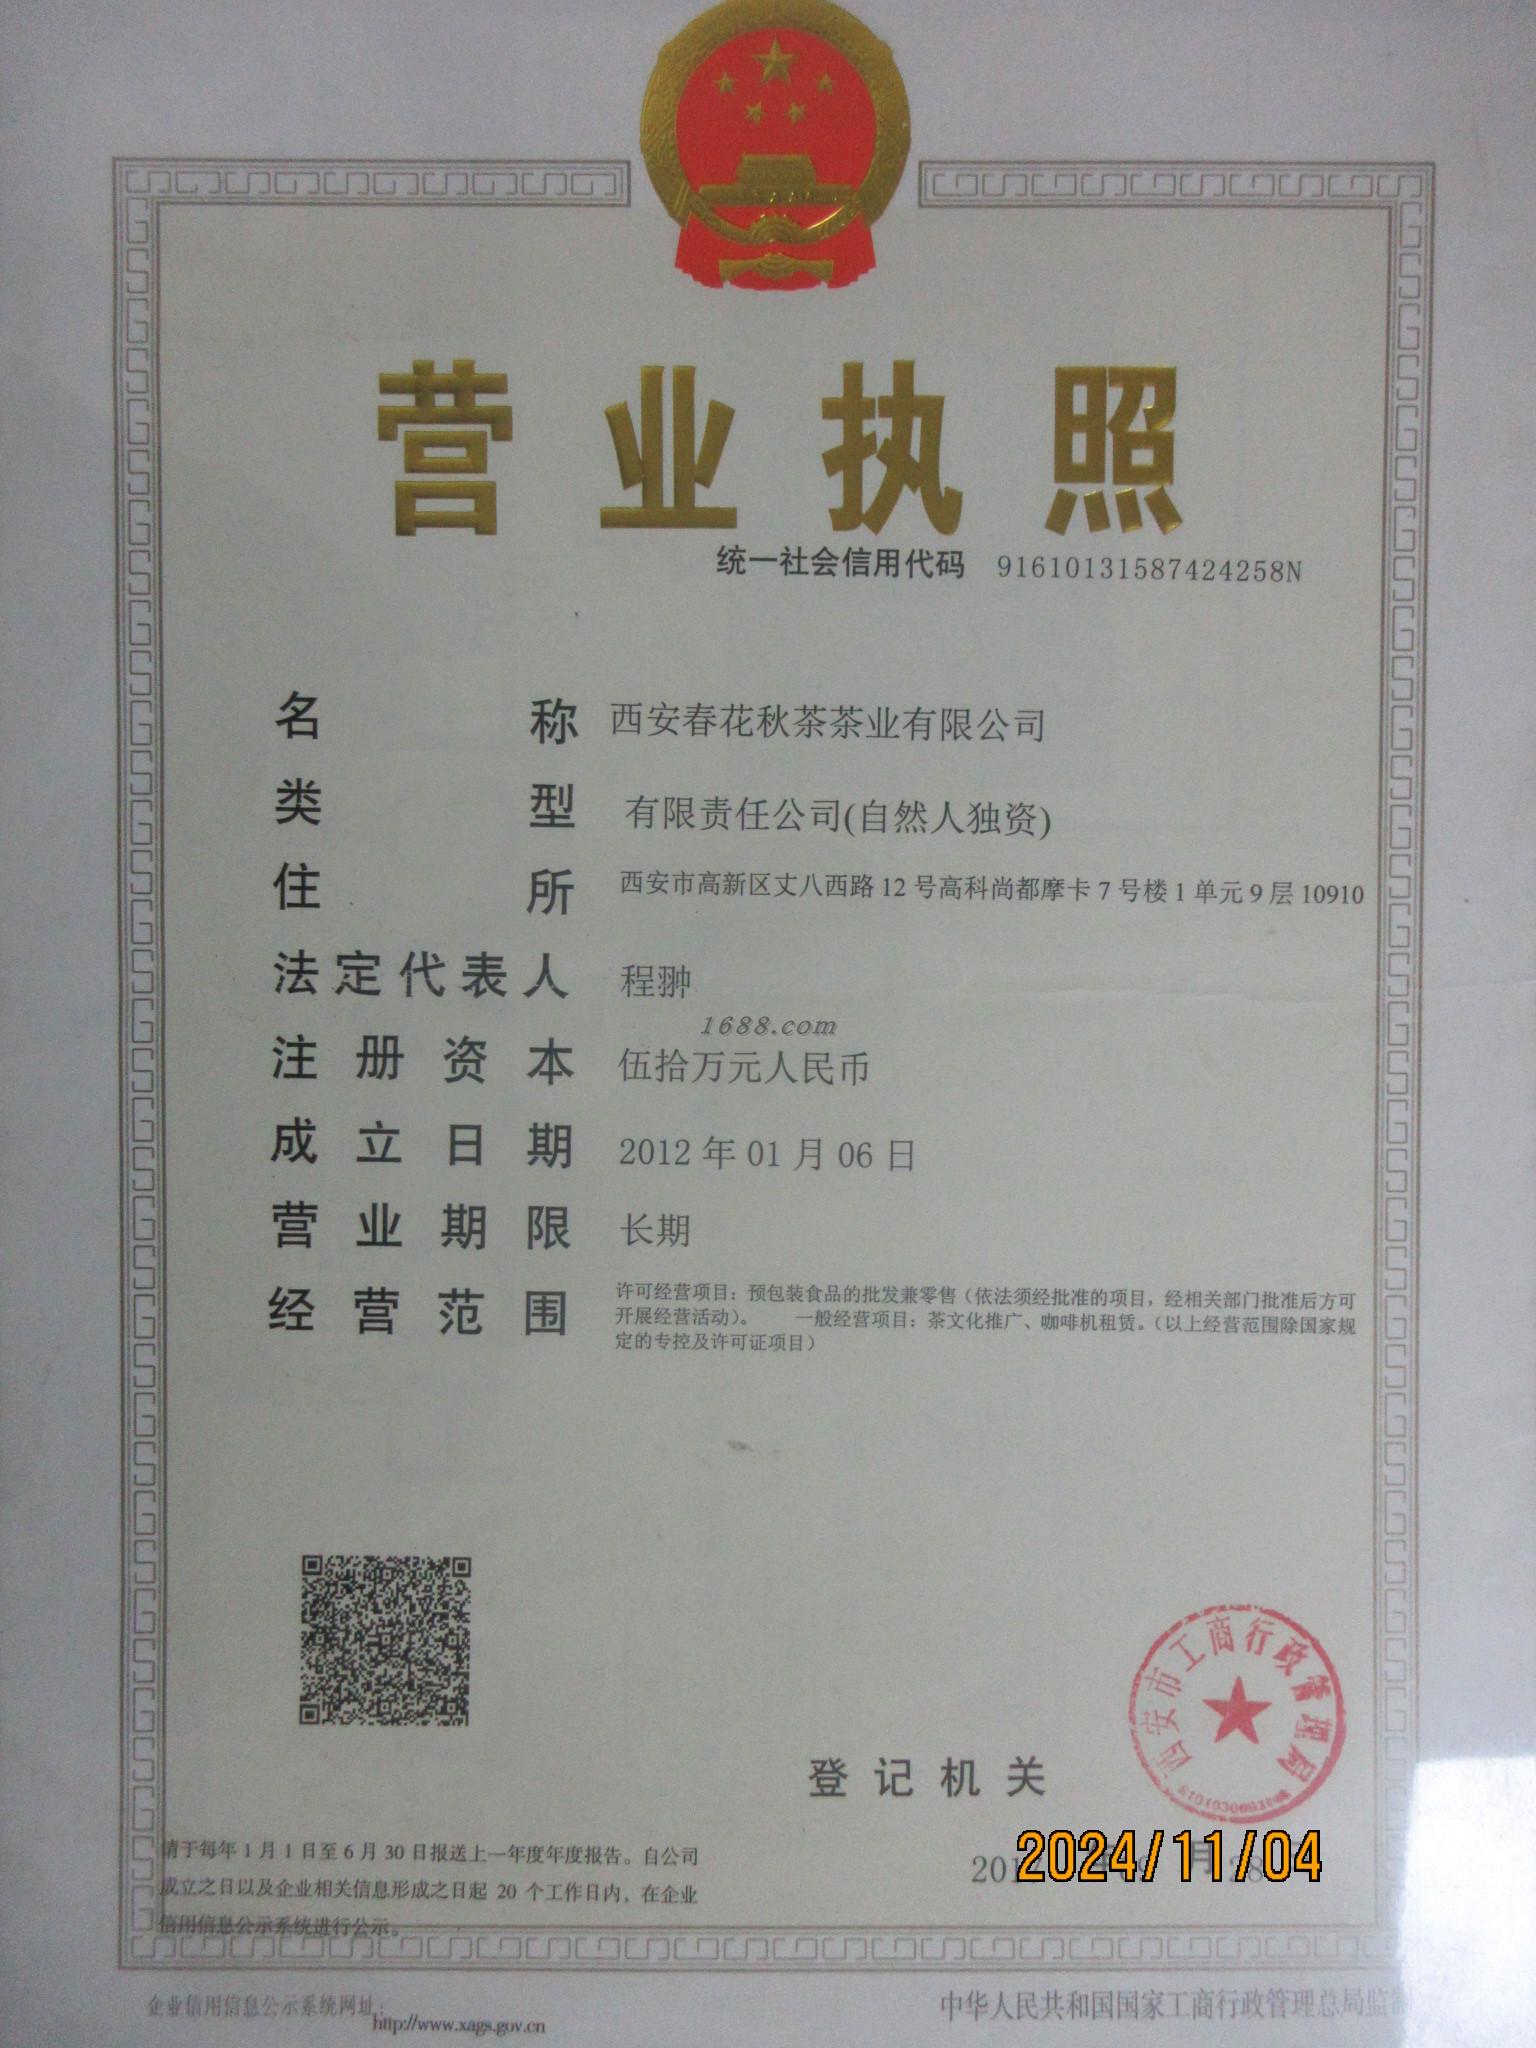 营业执照
统一社会信用代码 91610131587424258N
名称 西安春花秋茶茶业有限公司
类型 有限责任公司(自然人独资)
住所 西安市高新区丈八西路12号高科尚都摩卡7号楼1单元9层10910
法定代表人 程翀
1688.com
注册资本 伍拾万元人民币
成立日期 2012年01月06日
营业期限 长期
经营范围 许可经营项目：预包装食品的批发兼零售（依法须经批准的项目，经相关部门批准后方可
开展经营活动）。 一般经营项目：茶文化推广、咖啡机租赁。（以上经营范围除国家规
定的专控及许可证项目）
西安市工商行政管理局
登记机关
2024/11/04
月28
请于每年1月1日至6月30日报送上一年度年度报告。自公司
成立之日以及企业相关信息形成之日起 20 个工作日内，在企业
信用信息公示系统进行公示。
企业信用信息公示系统网址：
http://www.xags.gov.cn
中华人民共和国国家工商行政管理总局监制